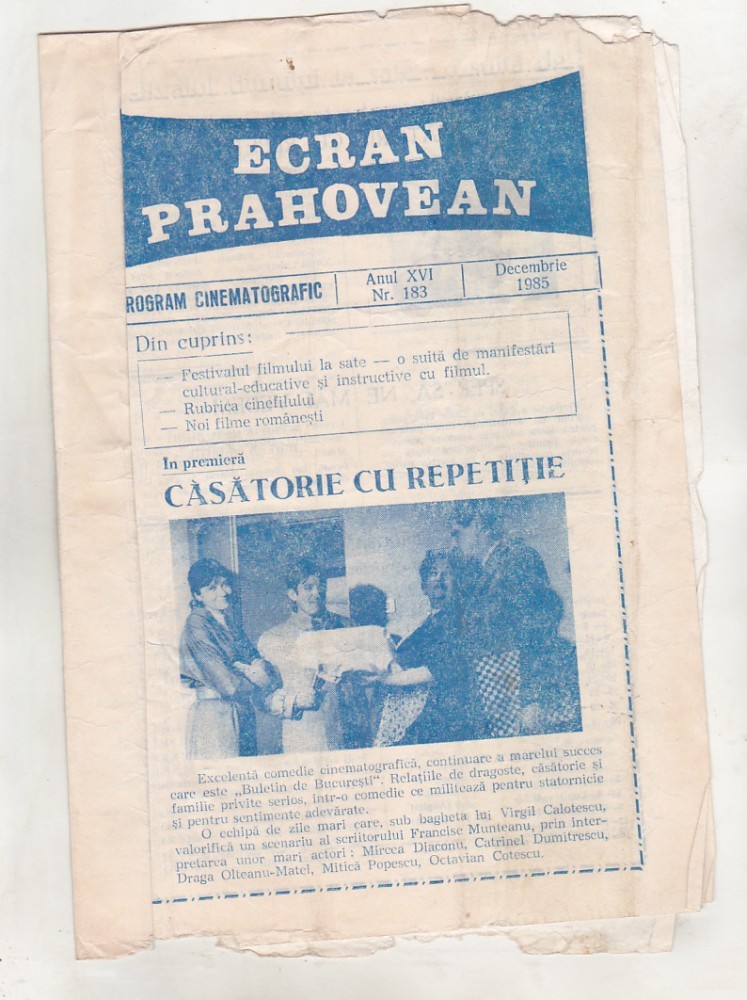 ECRAN
PRAHOVEAN
ROGRAM CINEMATOGRAFIC
Anul XVI
Nr. 183
Decembrie
1985
Din cuprins:
— Festivalul filmului la sate — o suită de manifestări
cultural-educative și instructive cu filmul.
— Rubrica cinefilului
— Noi filme românești
In premieră
CĂSĂTORIE CU REPETIȚIE
Excelentă comedie cinematografică, continuare a marelui succes
care este „Buletin de București". Relațiile de dragoste, căsătorie și
familie privite serios, într-o comedie ce militează pentru statornicie
și pentru sentimente adevărate.
O echipă de zile mari care, sub bagheta lui Virgil Calotescu,
valorifică un scenariu al scriitorului Francisc Munteanu, prin inter-
pretarea unor mari actori: Mircea Diaconu, Catrinel Dumitrescu,
Draga Olteanu-Matei, Mitică Popescu, Octavian Cotescu.